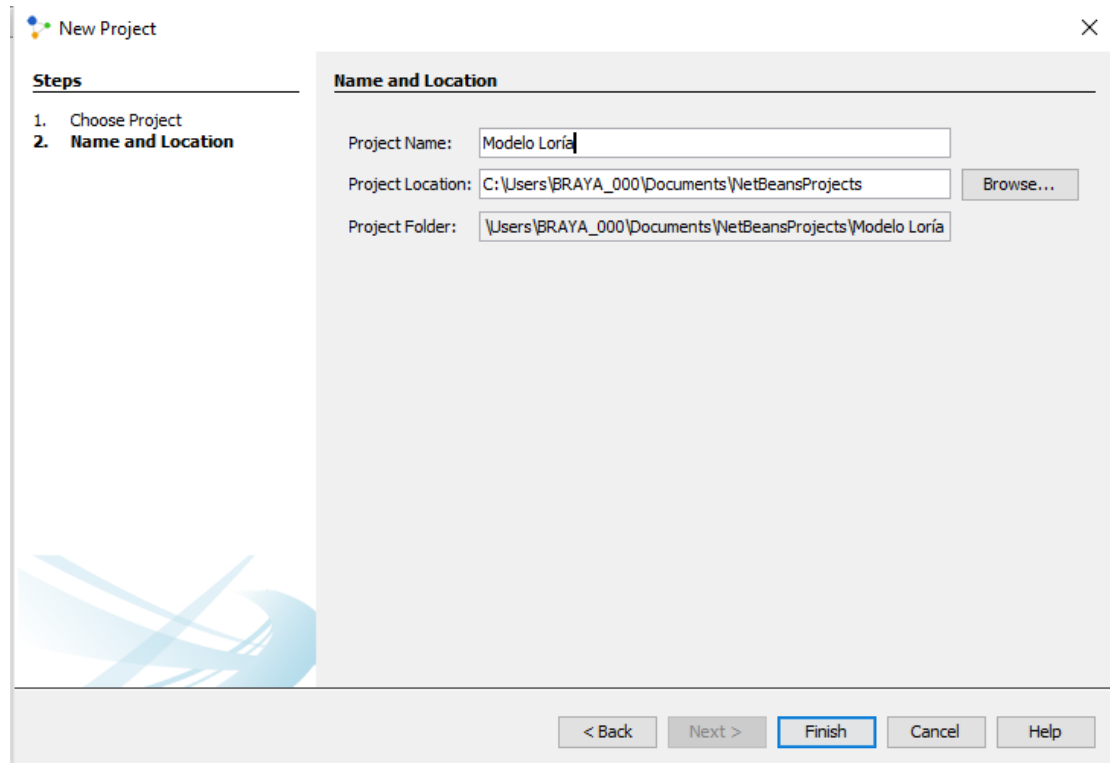 New Project
Steps
1. Choose Project
2. Name and Location
Name and Location
Project Name: Modelo Loría
Project Location: C:\Users\BRAYA_000\Documents\NetBeansProjects Browse...
Project Folder: \Users\BRAYA_000\Documents\NetBeansProjects\Modelo Loría
< Back Next > Finish Cancel Help